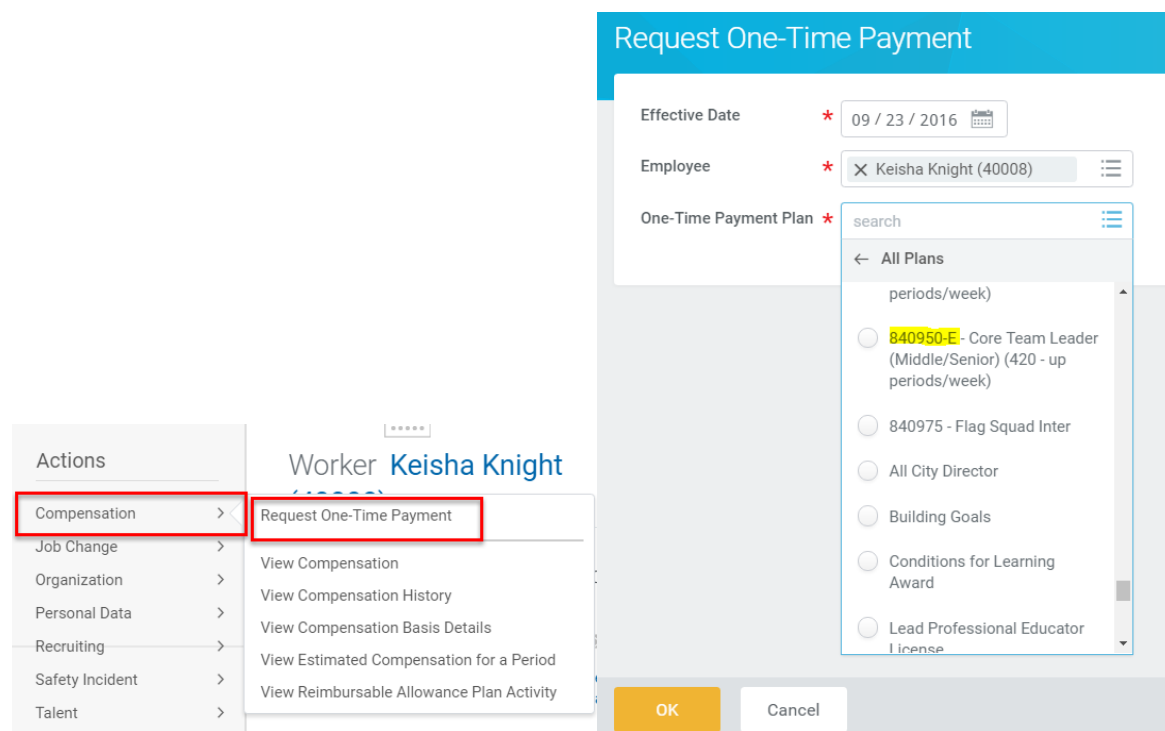 Actions
Compensation
Job Change
Organization
Personal Data
Recruiting
Safety Incident
Talent
Worker Keisha Knight
Request One-Time Payment
View Compensation
View Compensation History
View Compensation Basis Details
View Estimated Compensation for a Period
View Reimbursable Allowance Plan Activity
Request One-Time Payment
Effective Date * 09 / 23 / 2016
Employee * Keisha Knight (40008)
One-Time Payment Plan * search
← All Plans
periods/week)
840950-E - Core Team Leader
(Middle/Senior) (420 - up
periods/week)
840975 - Flag Squad Inter
All City Director
Building Goals
Conditions for Learning
Award
Lead Professional Educator
License
OK Cancel